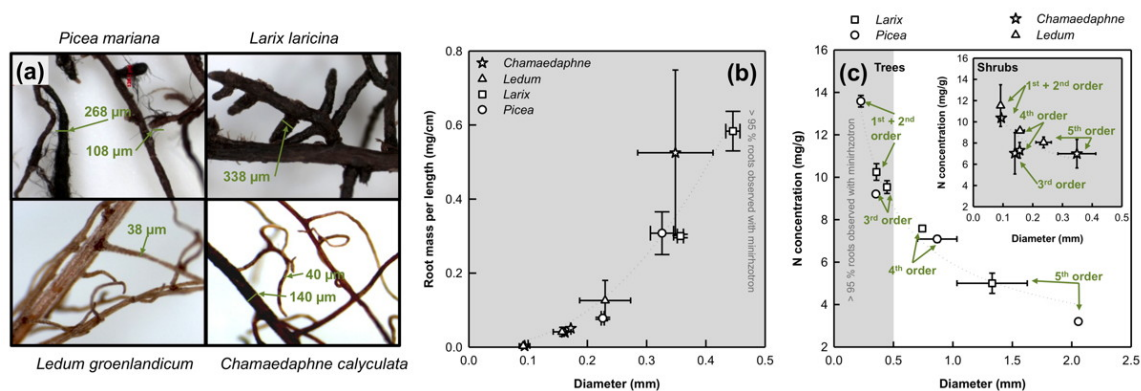 Picea mariana
Larix laricina
(a)
268 µm
108 µm
338 µm
38 µm
40 µm
140 µm
Ledum groenlandicum
Chamaedaphne calyculata
0.8
0.6
0.4
0.2
0.0
Root mass per length (mg/cm)
Chamaedaphne
Ledum
Larix
Picea
(b)
> 95 % roots observed with minirhzotron
0.0
0.1
0.2
0.3
0.4
0.5
Diameter (mm)
Larix
Picea
Chamaedaphne
Ledum
16
14
12
10
8
6
4
2
N concentration (mg/g)
(c)
Trees
> 95 % roots observed with minirhzotron
1st + 2nd
order
3rd order
4th order
5th order
0.0
0.5
1.0
1.5
2.0
2.5
Diameter (mm)
Shrubs
16
14
12
10
8
6
4
2
N concentration (mg/g)
1st + 2nd order
4th order
5th order
3rd order
0.0
0.1
0.2
0.3
0.4
0.5
Diameter (mm)